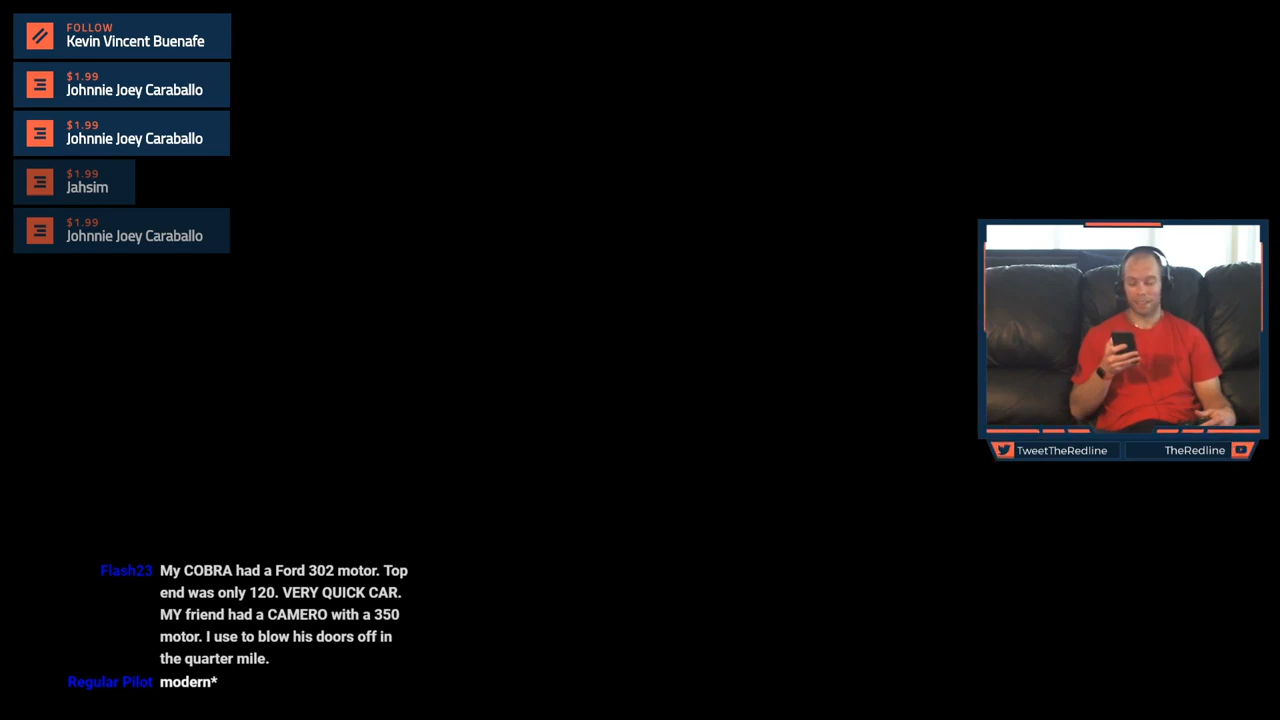 FOLLOW
Kevin Vincent Buenafe
$1.99
Johnnie Joey Caraballo
$1.99
Johnnie Joey Caraballo
$1.99
Jahsim
$1.99
Johnnie Joey Caraballo
TweetTheRedline
TheRedline
Flash23 My COBRA had a Ford 302 motor. Top
end was only 120. VERY QUICK CAR.
MY friend had a CAMERO with a 350
motor. I use to blow his doors off in
the quarter mile.
Regular Pilot modern*